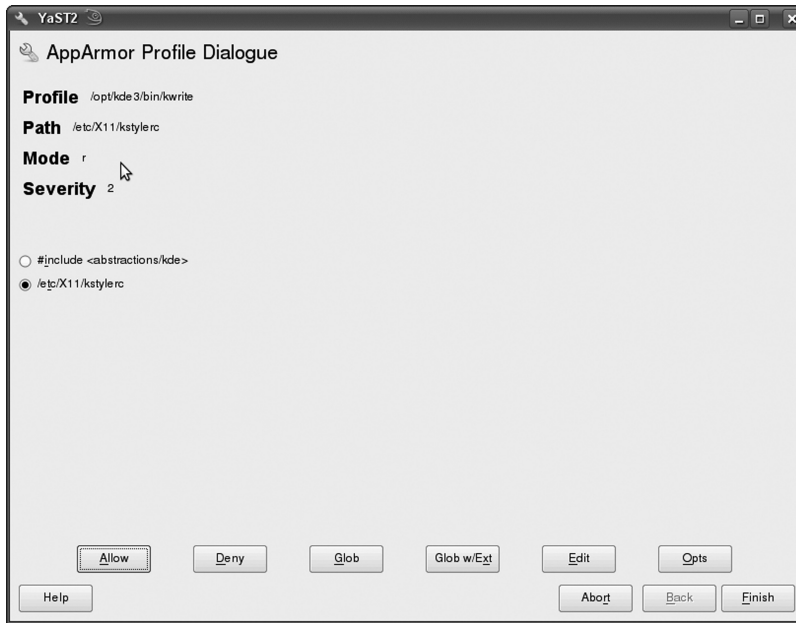 YaST2
AppArmor Profile Dialogue
Profile /opt/kde3/bin/kwrite
Path /etc/X11/kstylerc
Mode r
Severity 2
#include <abstractions/kde>
/etc/X11/kstylerc
Allow Deny Glob Glob w/Ext Edit Opts
Help Abort Back Finish